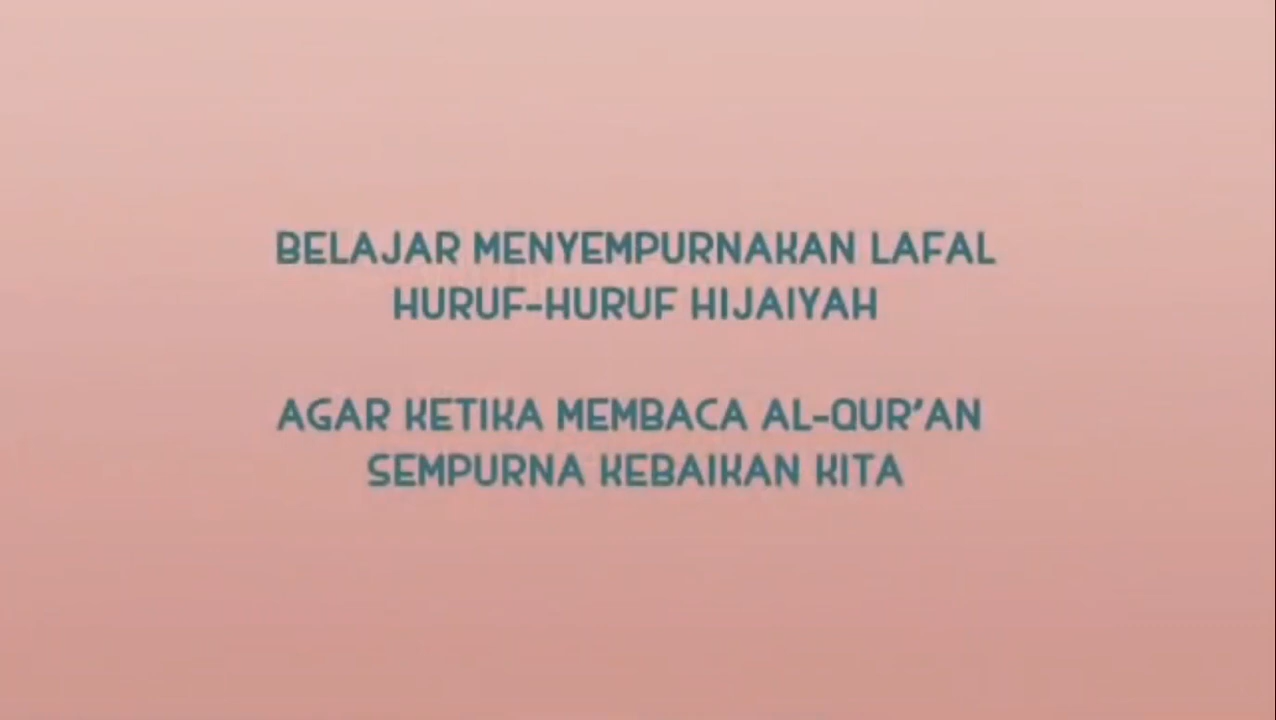 BELAJAR MENYEMPURNAKAN LAFAL
HURUF-HURUF HIJAIYAH
AGAR KETIKA MEMBACA AL-QUR'AN
SEMPURNA KEBAIKAN KITA